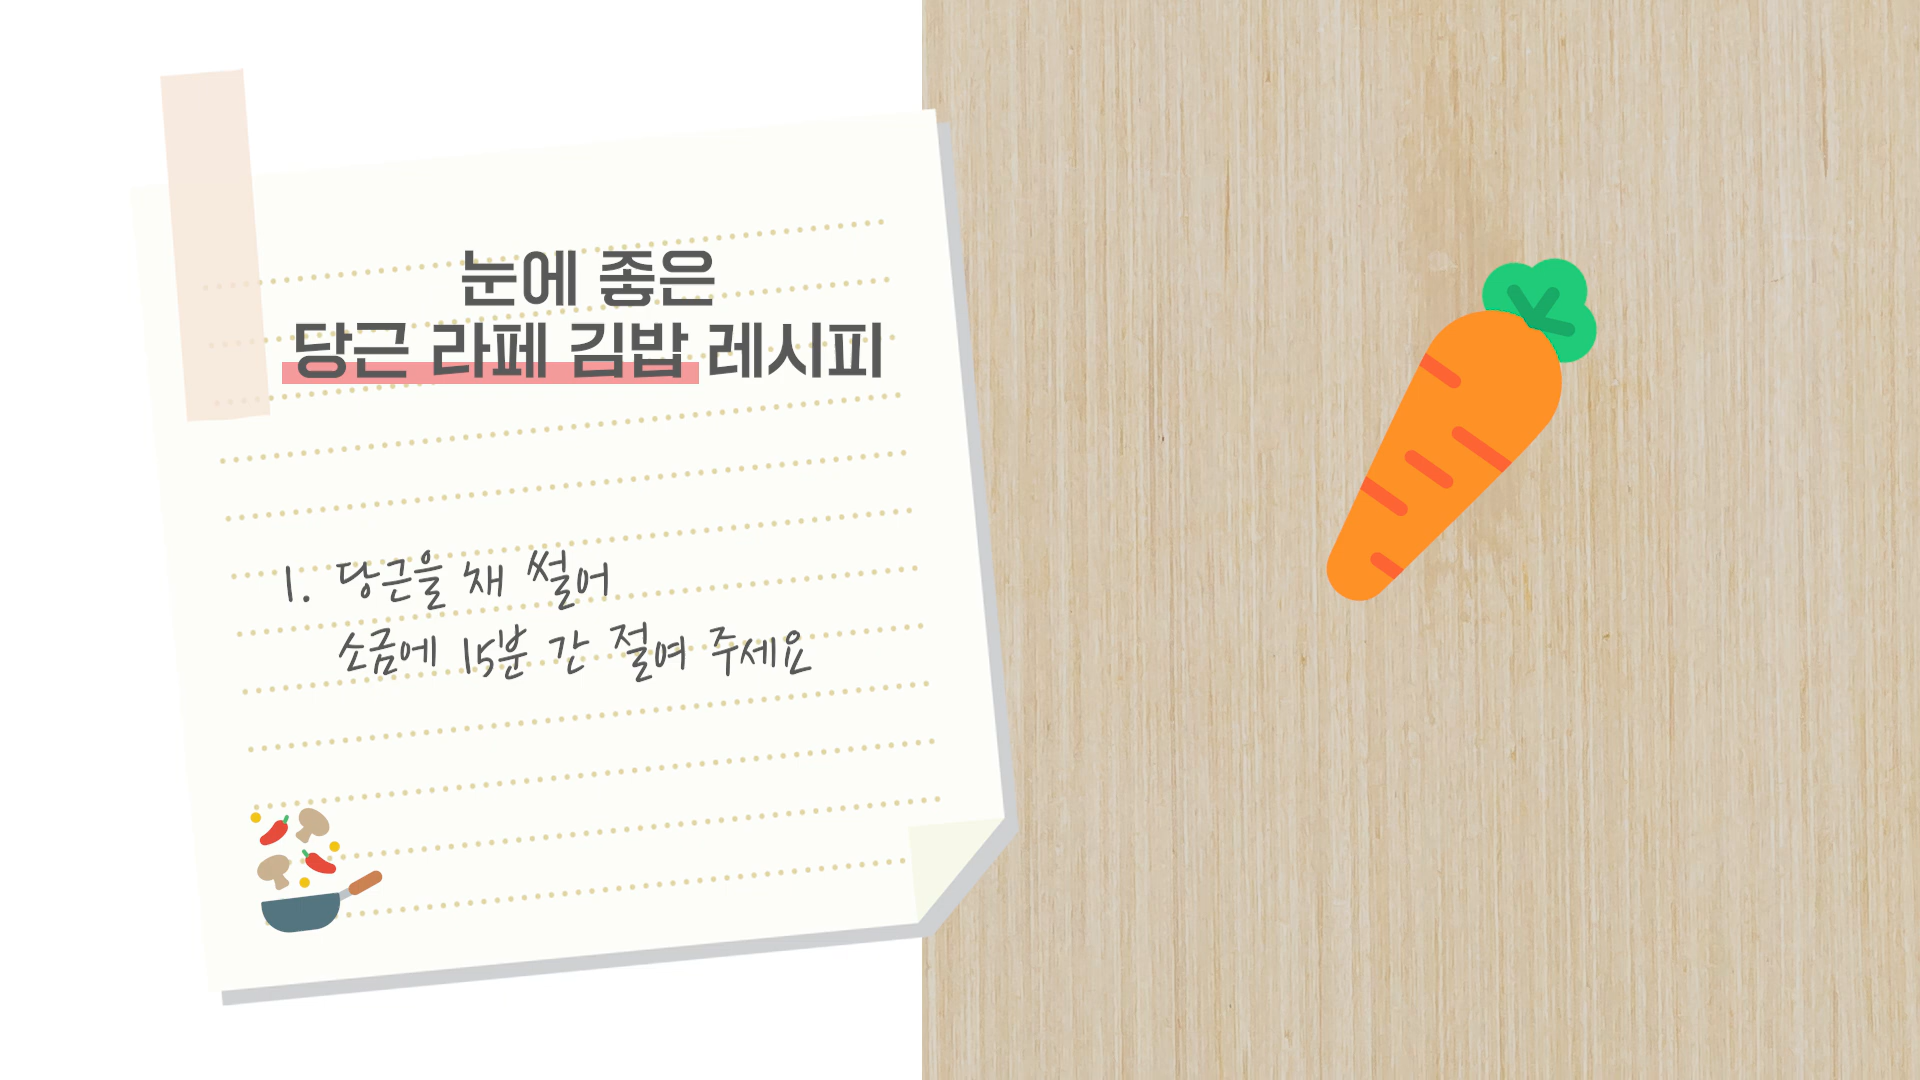 눈에 좋은
당근 라페 김밥 레시피
1. 당근을 채 썰어
소금에 15분 간 절여 주세요